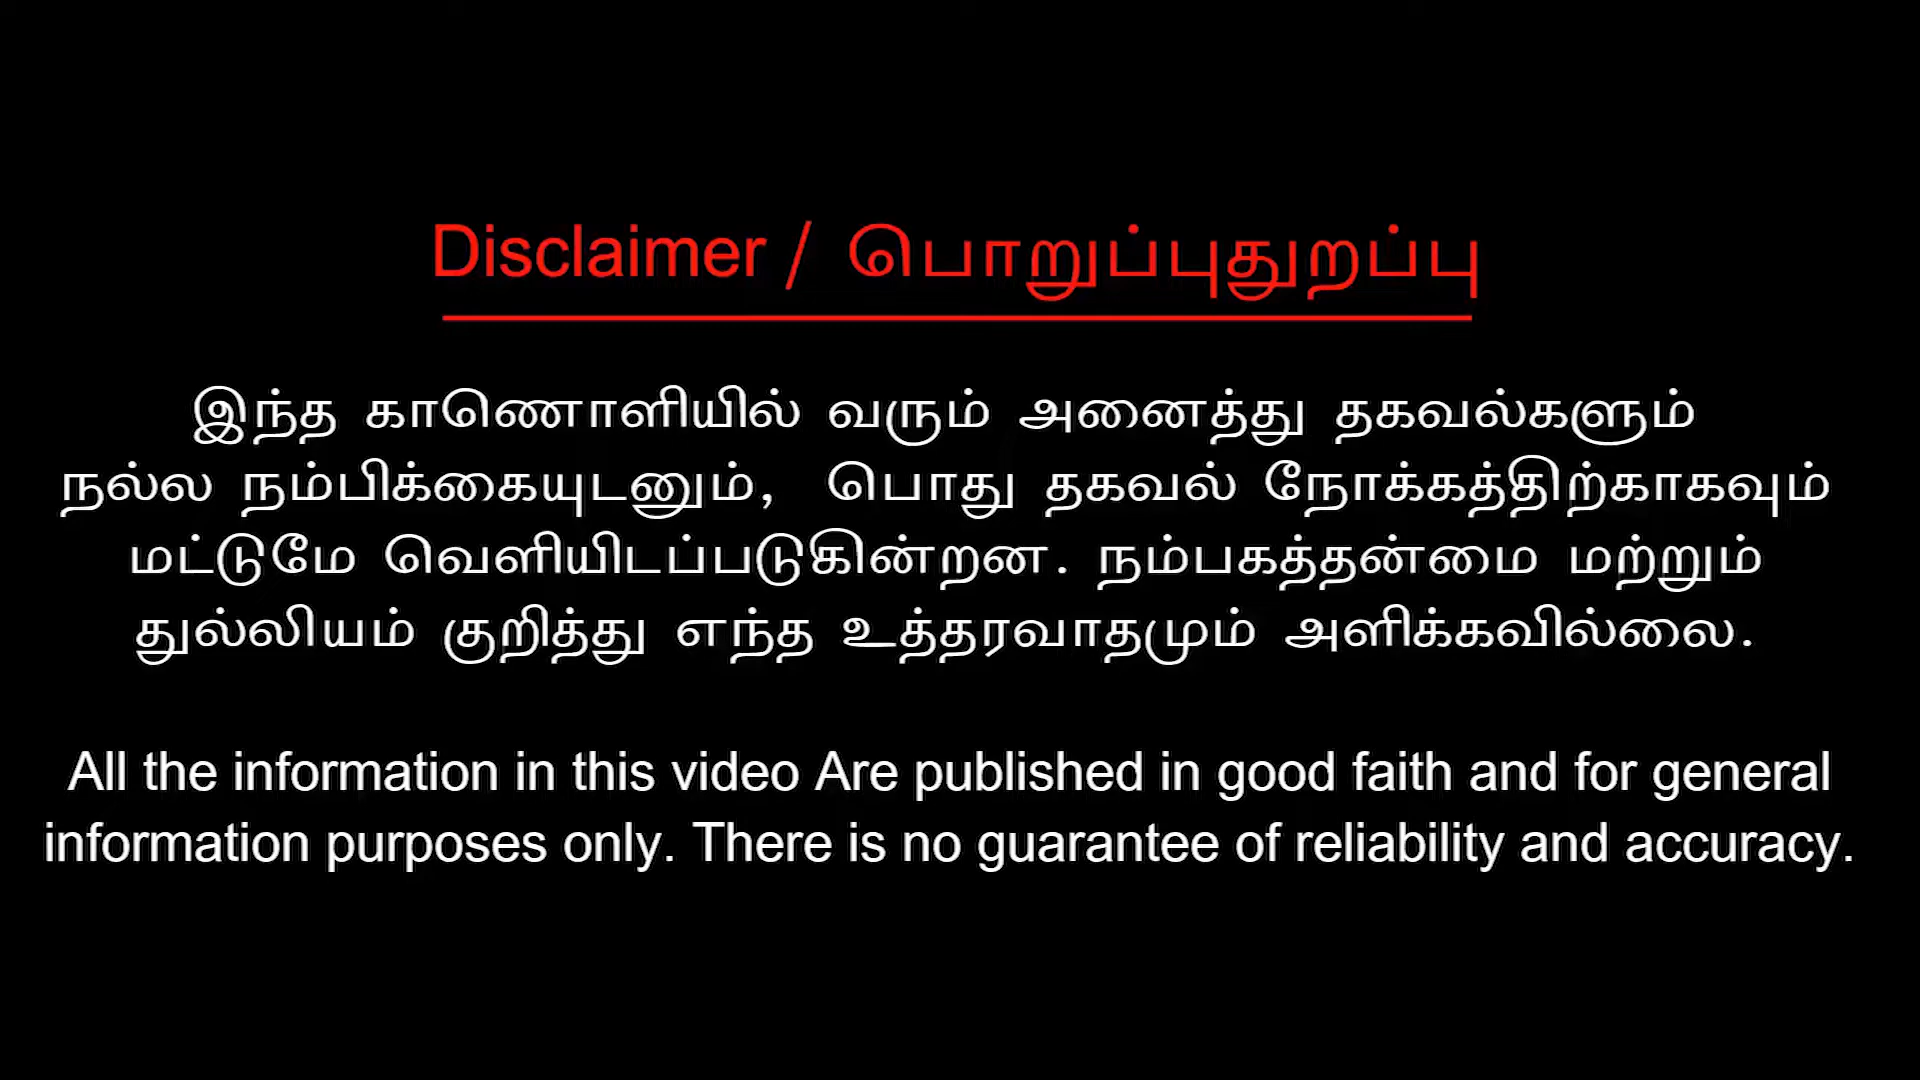 Disclaimer / பொறுப்புதுறப்பு
இந்த காணொளியில் வரும் அனைத்து தகவல்களும்
நல்ல நம்பிக்கையுடனும், பொது தகவல் நோக்கத்திற்காகவும்
மட்டுமே வெளியிடப்படுகின்றன. நம்பகத்தன்மை மற்றும்
துல்லியம் குறித்து எந்த உத்தரவாதமும் அளிக்கவில்லை.
All the information in this video Are published in good faith and for general
information purposes only. There is no guarantee of reliability and accuracy.